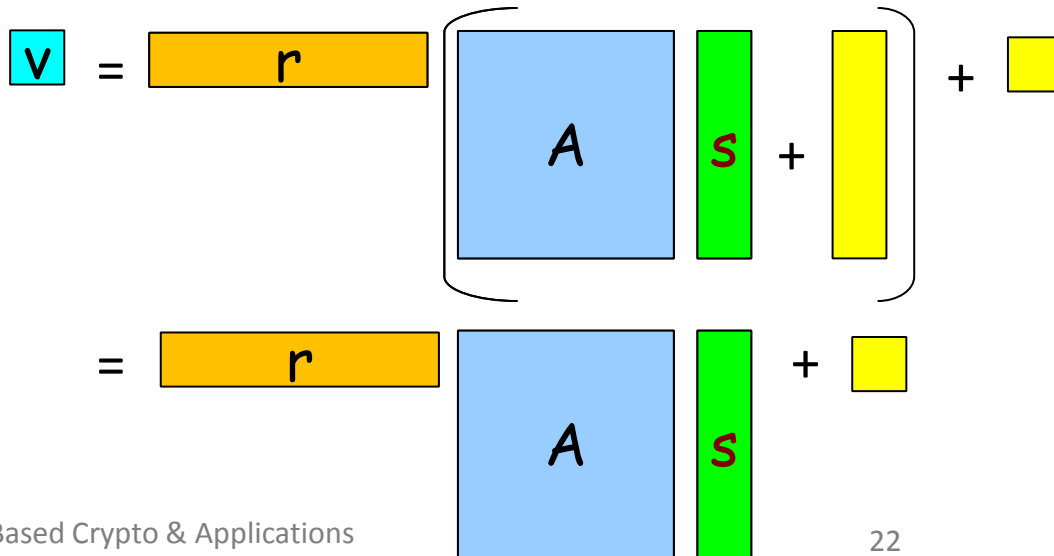 v = r A s + +
= r A s +
Based Crypto & Applications 22